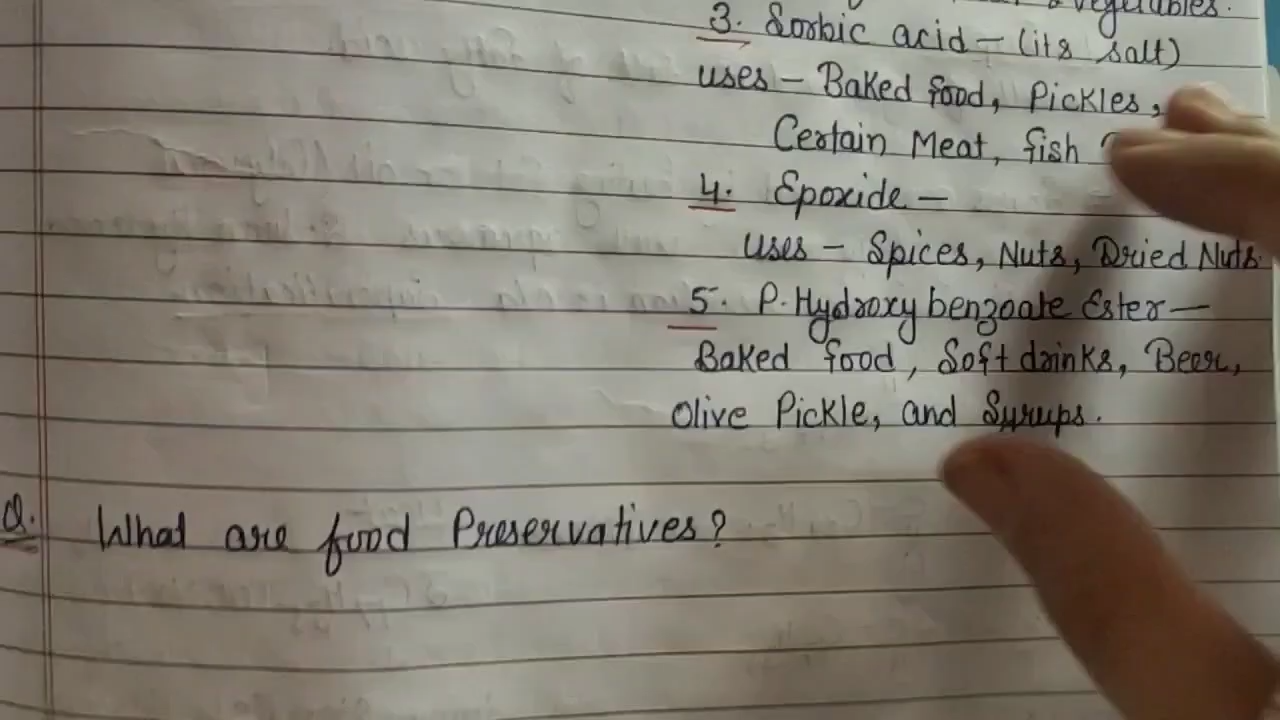 vegetables.
3. Sorbic acid - (its salt)
uses - Baked food, Pickles,
Certain Meat, fish
4. Epoxide -
uses - Spices, Nuts, Dried Nuts.
5. P. Hydroxy benzoate Ester -
Baked food, Soft drinks, Beer,
Olive Pickle, and Syrups.
Q. What are food Preservatives?